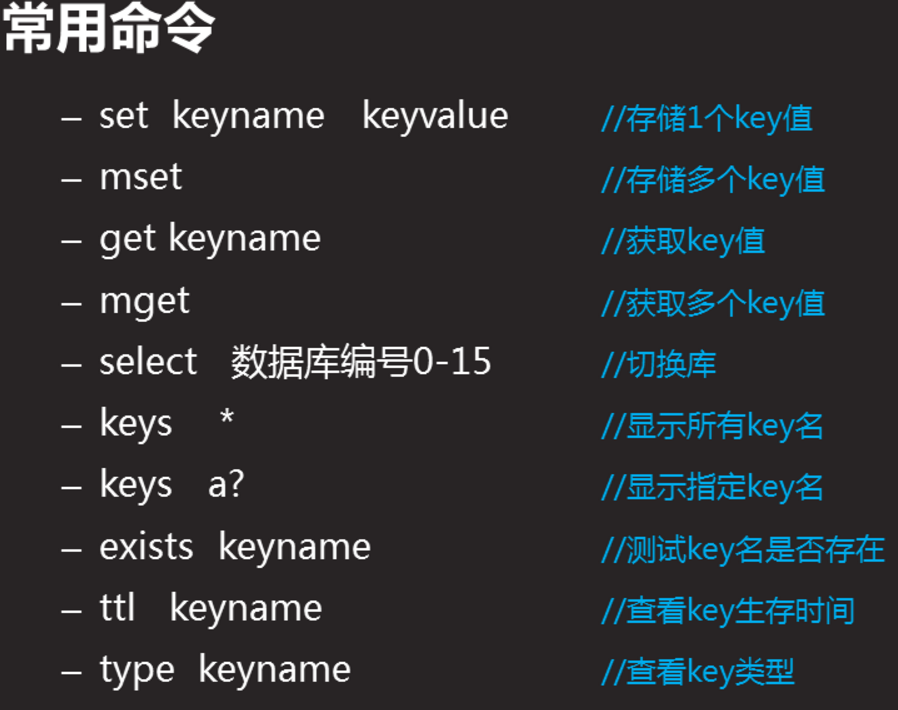 常用命令
– set keyname keyvalue //存储1个key值
– mset //存储多个key值
– get keyname //获取key值
– mget //获取多个key值
– select 数据库编号0-15 //切换库
– keys * //显示所有key名
– keys a? //显示指定key名
– exists keyname //测试key名是否存在
– ttl keyname //查看key生存时间
– type keyname //查看key类型